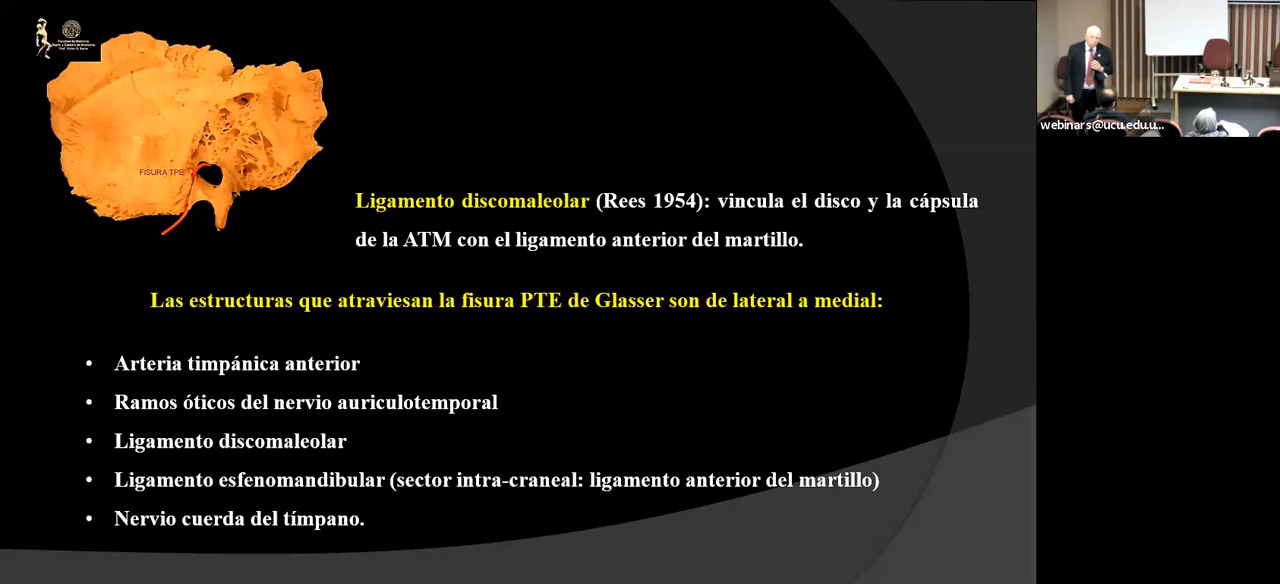 Facultad de Medicina
FISURA TPE
Ligamento discomaleolar (Rees 1954): vincula el disco y la cápsula
de la ATM con el ligamento anterior del martillo.
Las estructuras que atraviesan la fisura PTE de Glasser son de lateral a medial:
• Arteria timpánica anterior
• Ramos óticos del nervio auriculotemporal
• Ligamento discomaleolar
• Ligamento esfenomandibular (sector intra-craneal: ligamento anterior del martillo)
• Nervio cuerda del tímpano.
webinars@ucu.edu.u...